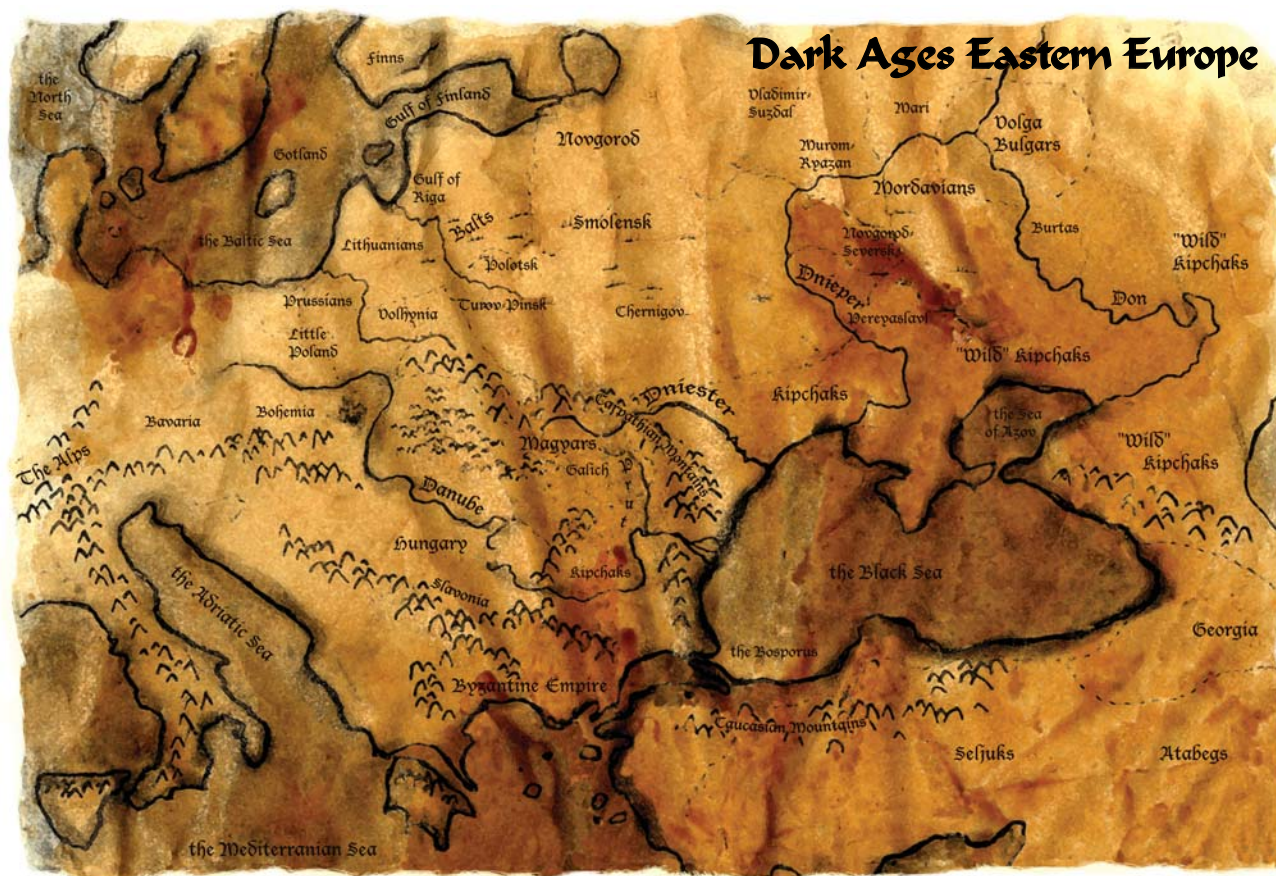 Dark Ages Eastern Europe
the
North
Sea
Finns
Gulf of Finland
Gotland
Gulf of
Riga
the Baltic Sea
Novgorod
Vladimir-
Suzdal
Mari
Volga
Bulgars
Murom-
Ryazan
Mordavians
Balts
Smolensk
Lithuanians
Polotsk
Novgorod-
Seversk
Burtas
"Wild"
Kipchaks
Prussians
Volhynia
Turov-Pinsk
Chernigov
Dnieper
Pereyaslavl
Don
Little
Poland
"Wild" Kipchaks
Bavaria
Bohemia
Carpathian Montains
Dniester
Kipchaks
the Sea
of Azov
The Alps
Magyars
Galich
Prut
"Wild"
Kipchaks
Danube
Hungary
Kipchaks
the Black Sea
Slavonia
the Adriatic Sea
Georgia
the Bosporus
Byzantine Empire
Caucasian Mountains
Seljuks
Atabegs
the Mediterranian Sea